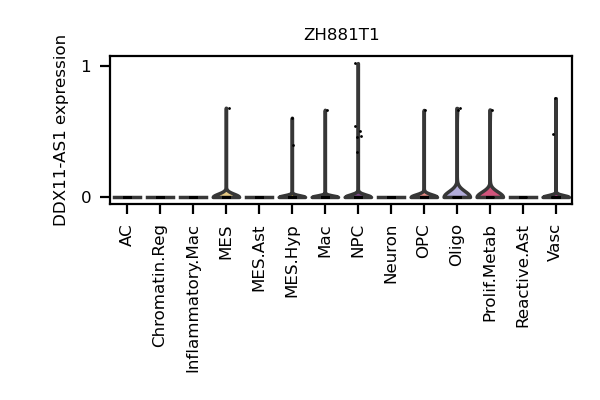 ZH881T1
DDX11-AS1 expression
1
0
AC
Chromatin.Reg
Inflammatory.Mac
MES
MES.Ast
MES.Hyp
Mac
NPC
Neuron
OPC
Oligo
Prolif.Metab
Reactive.Ast
Vasc